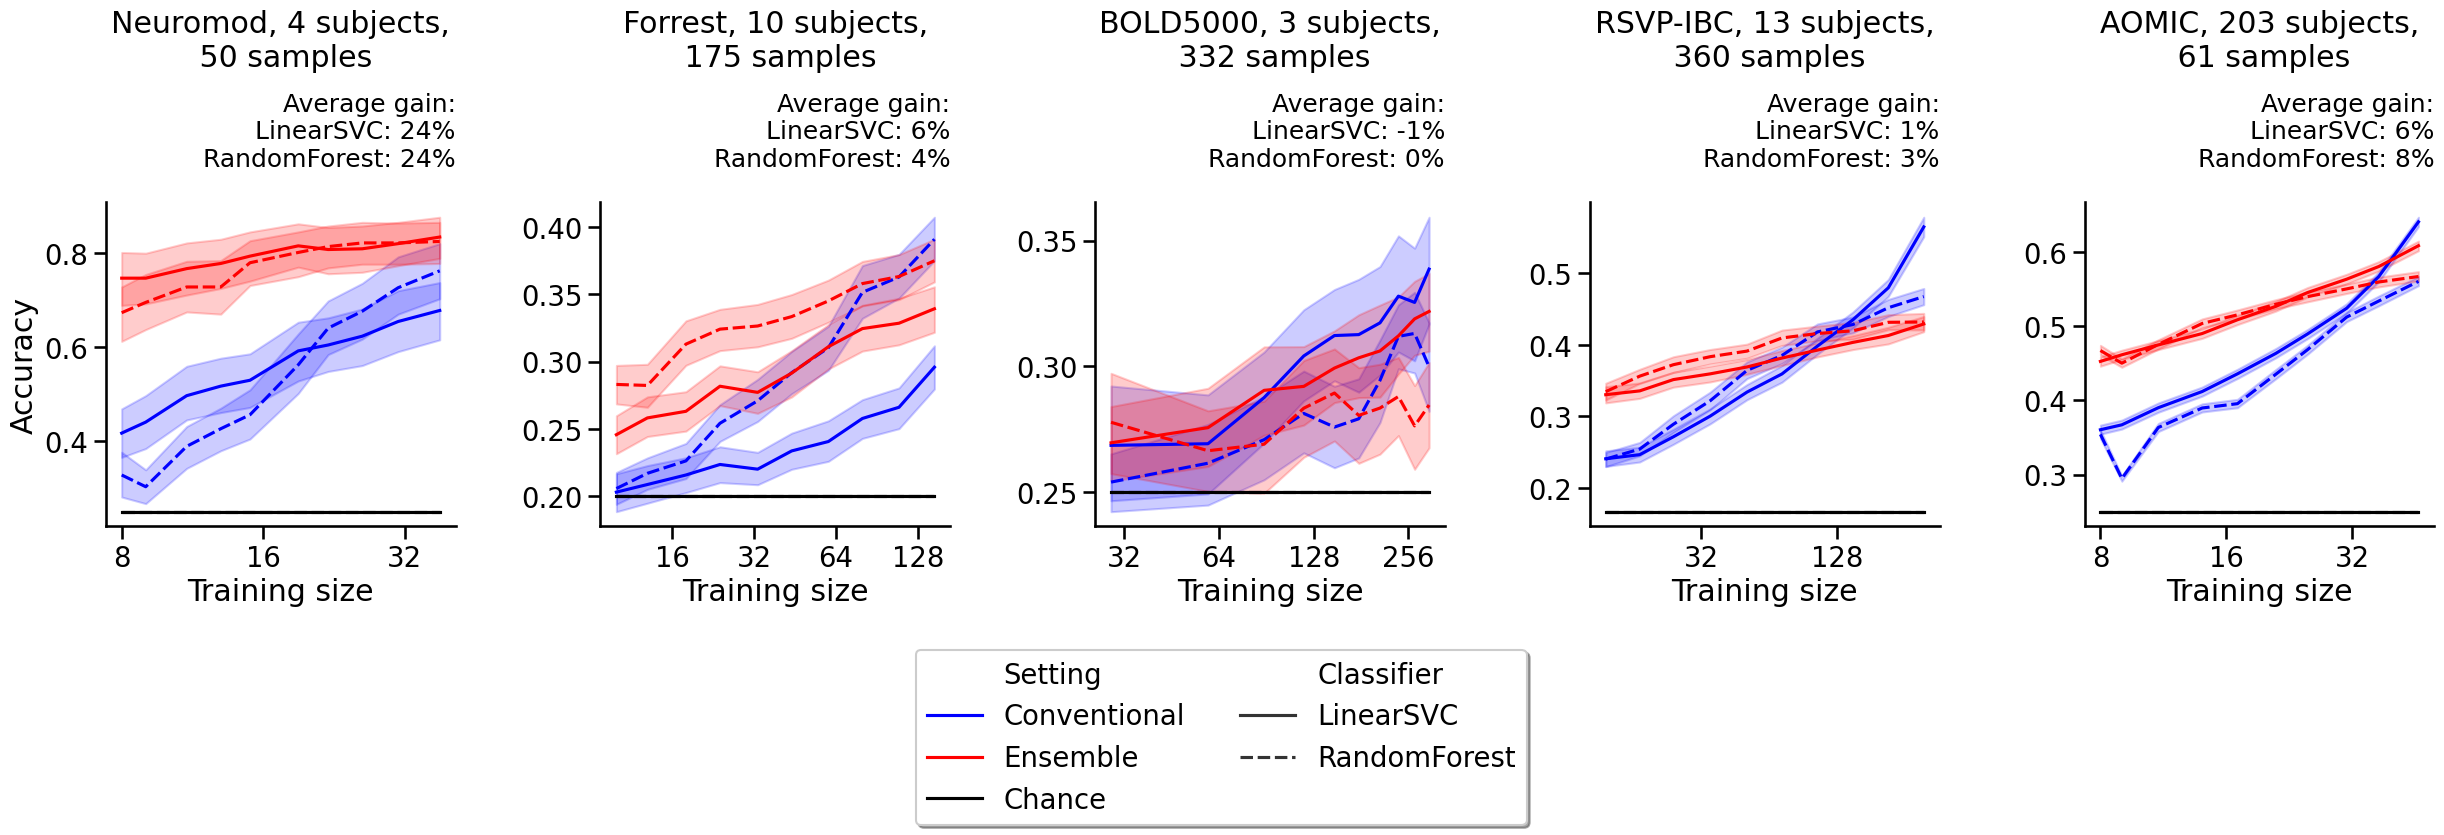 Neuromod, 4 subjects,
50 samples
Average gain:
LinearSVC: 24%
RandomForest: 24%
Accuracy
0.8
0.6
0.4
8 16 32
Training size
Forrest, 10 subjects,
175 samples
Average gain:
LinearSVC: 6%
RandomForest: 4%
0.40
0.35
0.30
0.25
0.20
16 32 64 128
Training size
BOLD5000, 3 subjects,
332 samples
Average gain:
LinearSVC: -1%
RandomForest: 0%
0.35
0.30
0.25
32 64 128 256
Training size
RSVP-IBC, 13 subjects,
360 samples
Average gain:
LinearSVC: 1%
RandomForest: 3%
0.5
0.4
0.3
0.2
32 128
Training size
AOMIC, 203 subjects,
61 samples
Average gain:
LinearSVC: 6%
RandomForest: 8%
0.6
0.5
0.4
0.3
8 16 32
Training size
Setting
Conventional
Ensemble
Chance
Classifier
LinearSVC
RandomForest